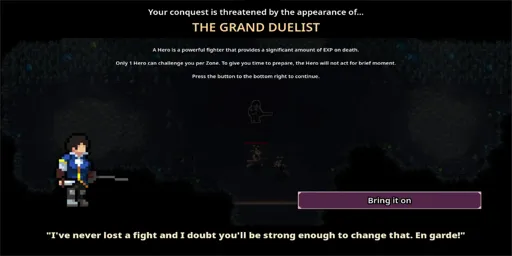 Your conquest is threatened by the appearance of...
THE GRAND DUELIST
A Hero is a powerful fighter that provides a significant amount of EXP on death.
Only 1 Hero can challenge you per Zone. To give you time to prepare, the Hero will not act for brief moment.
Press the button to the bottom right to continue.
Bring it on
"I've never lost a fight and I doubt you'll be strong enough to change that. En garde!"